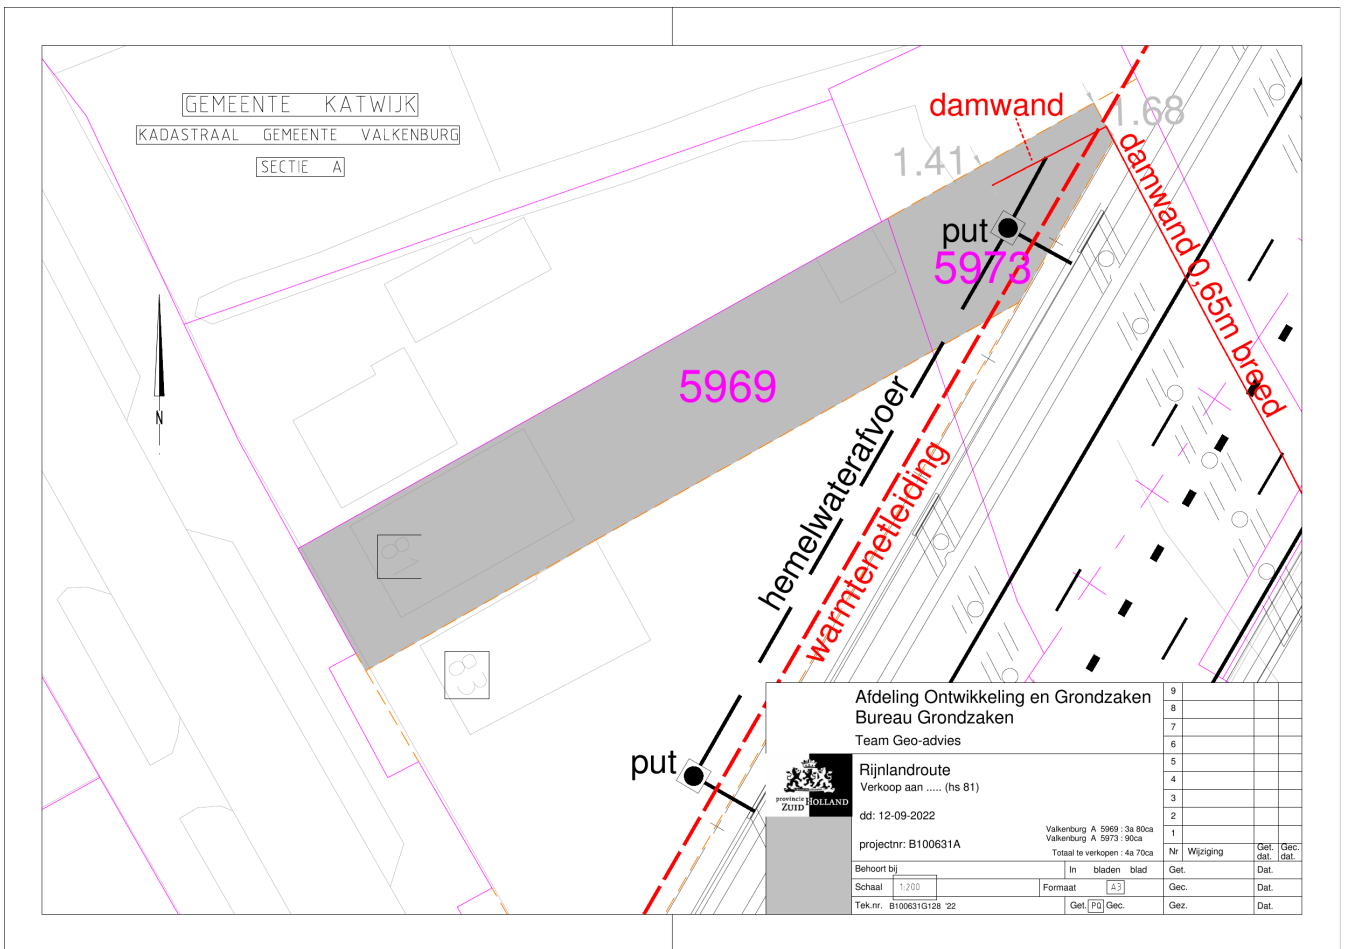 GEMEENTE KATWIJK
KADASTRAAL GEMEENTE VALKENBURG
SECTIE A
damwand
1.68
1.41
damwand 0,65m breed
put
5973
5969
hemelwaterafvoer
warmtenetleiding
N
81
83
put
Afdeling Ontwikkeling en Grondzaken
Bureau Grondzaken
Team Geo-advies
provincie
ZUID HOLLAND
Rijnlandroute
Verkoop aan ..... (hs 81)
dd: 12-09-2022
projectnr: B100631A
Valkenburg A 5969 : 3a 80ca
Valkenburg A 5973 : 90ca
Totaal te verkopen : 4a 70ca
9
8
7
6
5
4
3
2
1
Nr Wijziging Get. dat. Gec. dat.
Behoort bij In bladen blad Get. Dat.
Schaal 1:200 Formaat A3 Gec. Dat.
Tek.nr. B100631G128 '22 Get. PQ Gec. Gez. Dat.